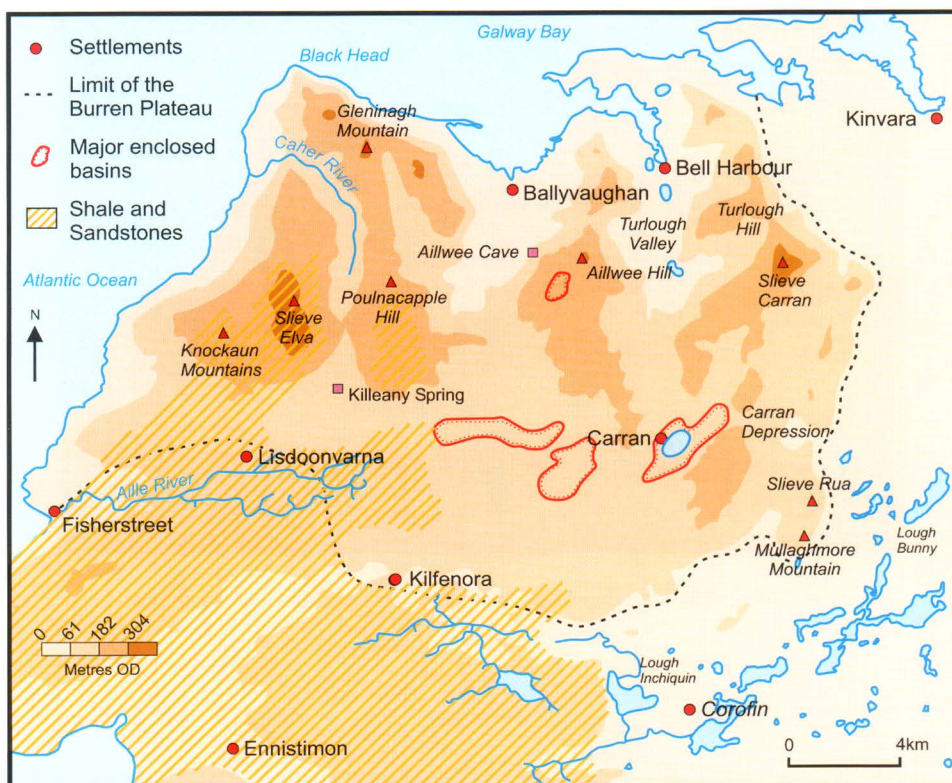 Settlements
Limit of the
Burren Plateau
Major enclosed
basins
Shale and
Sandstones
Galway Bay
Black Head
Gleninagh
Mountain
Caher River
Kinvara
Bell Harbour
Ballyvaughan
Turlough
Valley
Turlough
Hill
Aillwee Cave
Aillwee Hill
Slieve
Carran
Atlantic Ocean
N
Poulnacapple
Hill
Slieve
Elva
Knockaun
Mountains
Killeany Spring
Carran
Carran
Depression
Lisdoonvarna
Aille River
Fisherstreet
Slieve Rua
Lough
Bunny
Mullaghmore
Mountain
Kilfenora
0 61 182 304
Metres OD
Lough
Inchiquin
Corofin
Ennistimon
0 4km